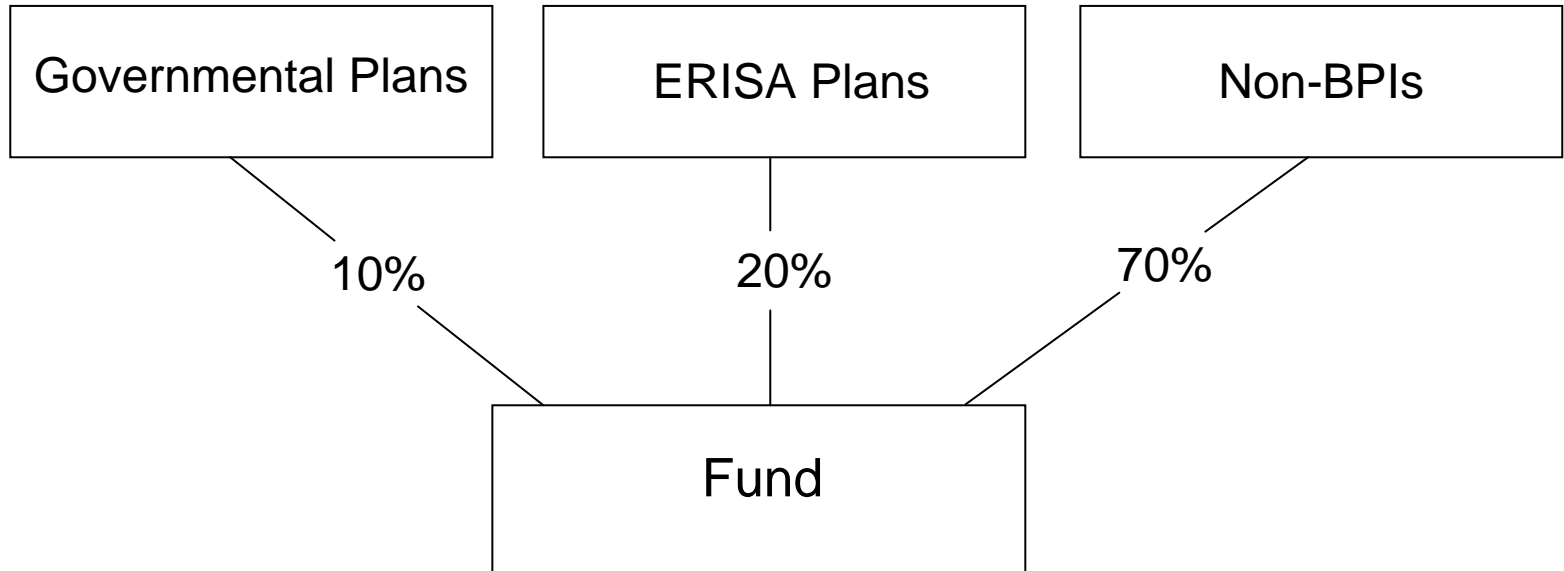 Governmental Plans
ERISA Plans
Non-BPIs
10%
20%
70%
Fund